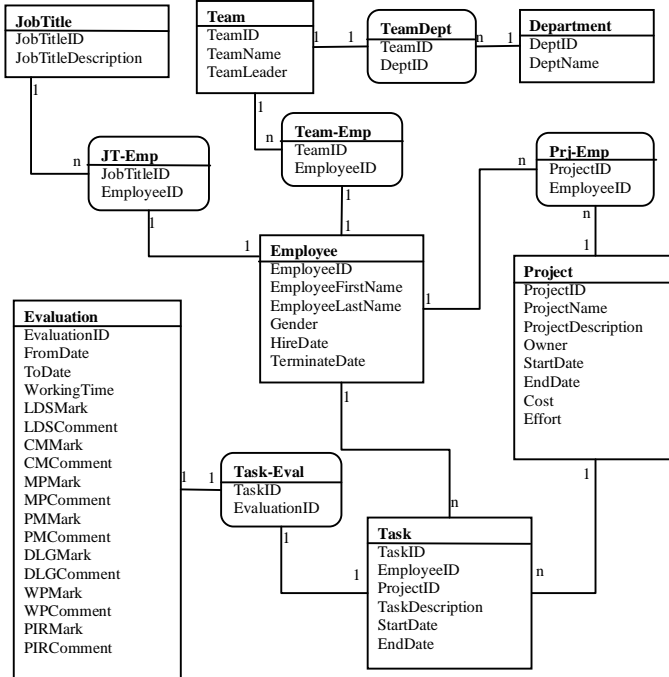 JobTitle
JobTitleID
JobTitleDescription
Team
TeamID
TeamName
TeamLeader
TeamDept
TeamID
DeptID
Department
DeptID
DeptName
1
1
n
1
1
1
n
n
JT-Emp
JobTitleID
EmployeeID
Team-Emp
TeamID
EmployeeID
Prj-Emp
ProjectID
EmployeeID
n
1
1
1
1
n
1
Employee
EmployeeID
EmployeeFirstName
EmployeeLastName
Gender
HireDate
TerminateDate
1
Project
ProjectID
ProjectName
ProjectDescription
Owner
StartDate
EndDate
Cost
Effort
Evaluation
EvaluationID
FromDate
ToDate
WorkingTime
LDSMark
LDSComment
CMMark
CMComment
MPMark
MPComment
PMMark
PMComment
DLGMark
DLGComment
WPMark
WPComment
PIRMark
PIRComment
1
1
1
1
Task-Eval
TaskID
EvaluationID
n
1
1
n
Task
TaskID
EmployeeID
ProjectID
TaskDescription
StartDate
EndDate